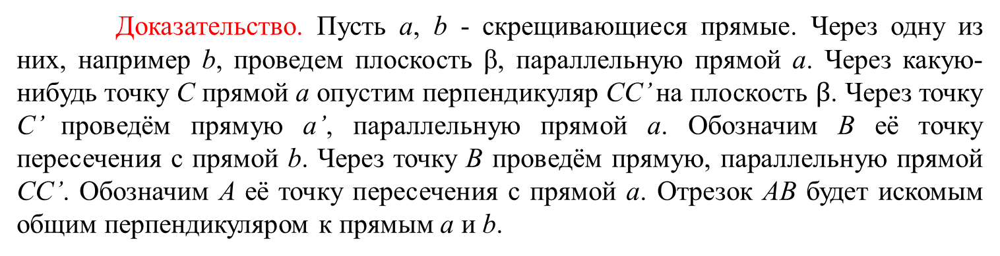 Доказательство. Пусть a, b - скрещивающиеся прямые. Через одну из
них, например b, проведем плоскость β, параллельную прямой a. Через какую-
нибудь точку C прямой a опустим перпендикуляр CC’ на плоскость β. Через точку
C’ проведём прямую a’, параллельную прямой a. Обозначим B её точку
пересечения с прямой b. Через точку B проведём прямую, параллельную прямой
CC’. Обозначим A её точку пересечения с прямой a. Отрезок AB будет искомым
общим перпендикуляром к прямым a и b.